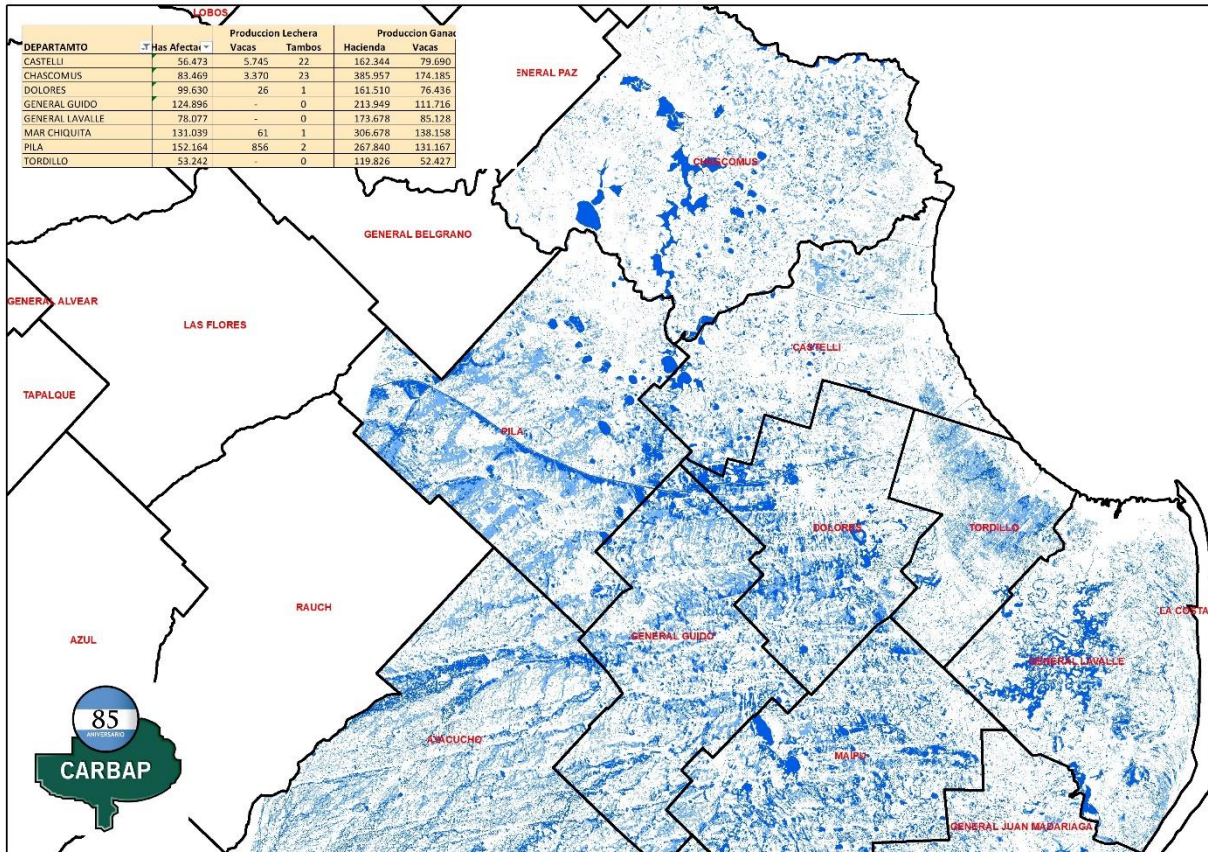 LOBOS
Produccion Lechera Produccion Ganad
DEPARTAMTO Has Afectad Vacas Tambos Hacienda Vacas
CASTELLI 56.473 5.745 22 162.344 79.690
CHASCOMUS 83.469 3.370 23 385.957 174.185
DOLORES 99.630 26 1 161.510 76.436
GENERAL GUIDO 124.896 - 0 213.949 111.716
GENERAL LAVALLE 78.077 - 0 173.678 85.128
MAR CHIQUITA 131.039 61 1 306.678 138.158
PILA 152.164 856 2 267.840 131.167
TORDILLO 53.242 - 0 119.826 52.427
ENERAL PAZ
CHASCOMUS
GENERAL BELGRANO
GENERAL ALVEAR
LAS FLORES
CASTELLI
TAPALQUE
PILA
DOLORES
TORDILLO
RAUCH
LA COSTA
AZUL
GENERAL GUIDO
GENERAL LAVALLE
AYACUCHO
MAIPU
GENERAL JUAN MADARIAGA
85
ANIVERSARIO
CARBAP